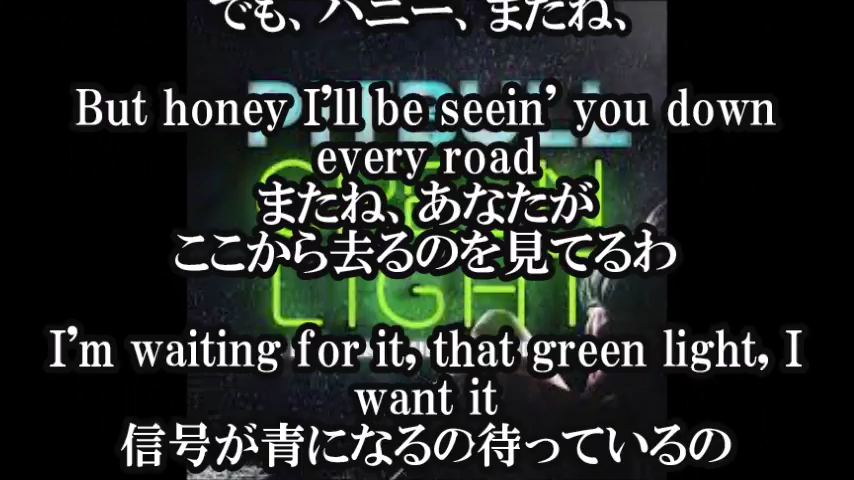 でも、ハニー、またね、
PITBULL
But honey I'll be seein' you down
every road
GREEN
またね、あなたが
ここから去るのを見てるわ
LIGHT
I'm waiting for it, that green light, I
want it
信号が青になるの待っているの